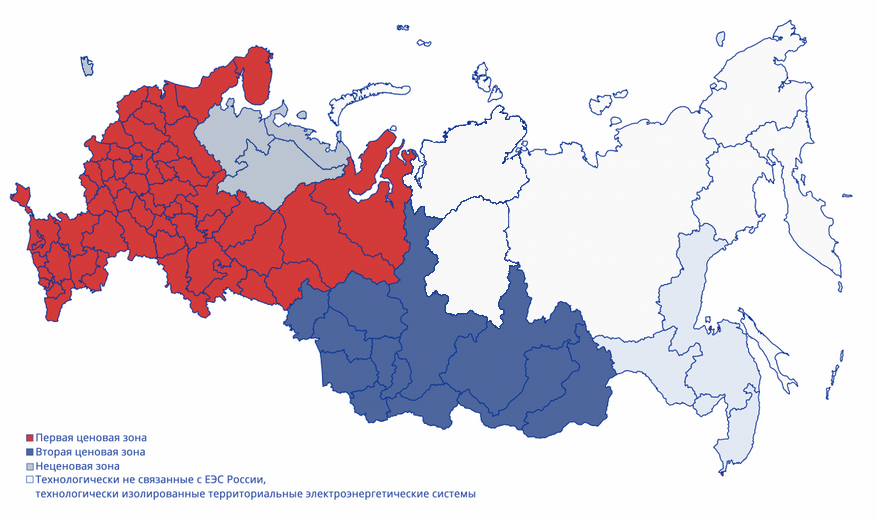 Первая ценовая зона
Вторая ценовая зона
Неценовая зона
Технологически не связанные с ЕЭС России,
технологически изолированные территориальные электроэнергетические системы